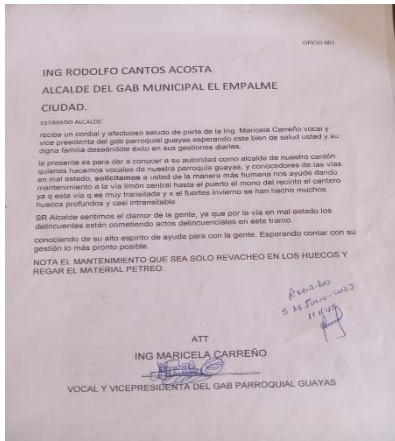 OFICIO 001
ING RODOLFO CANTOS ACOSTA
ALCALDE DEL GAB MUNICIPAL EL EMPALME
CIUDAD.
ESTIMADO ALCALDE
reciba un cordial y afectuoso saludo de parte de la Ing. Maricela Carreño vocal y
vice presidenta del gab parroquial guayas esperando este bien de salud usted y su
digna familia deseándole éxito en sus gestiones diarias.
la presente es para dar a conocer a su autoridad como alcalde de nuestro cantón
quienes hacemos vocales de nuestra parroquia guayas, y conocedores de las vías
en mal estado, solicitamos a usted de la manera más humana nos ayude dando
mantenimiento a la vía limón central hasta el puerto el mono del recinto el cantero
ya q esta vía q es muy transitada y x el fuertes invierno se han hecho muchos
huecos profundos y casi intransitable
SR Alcalde sentimos el clamor de la gente, ya que por la vía en mal estado los
delincuentes están cometiendo actos delincuenciales en este tramo
conociendo de su alto espíritu de ayuda para con la gente. Esperando contar con su
gestión lo más pronto posible.
NOTA EL MANTENIMIENTO QUE SEA SOLO REVACHEO EN LOS HUECOS Y
REGAR EL MATERIAL PETREO.
Recibido
5 DE Julio-2023
11H45
ATT
ING MARICELA CARREÑO
VOCAL Y VICEPRESIDENTA DEL GAB PARROQUIAL GUAYAS